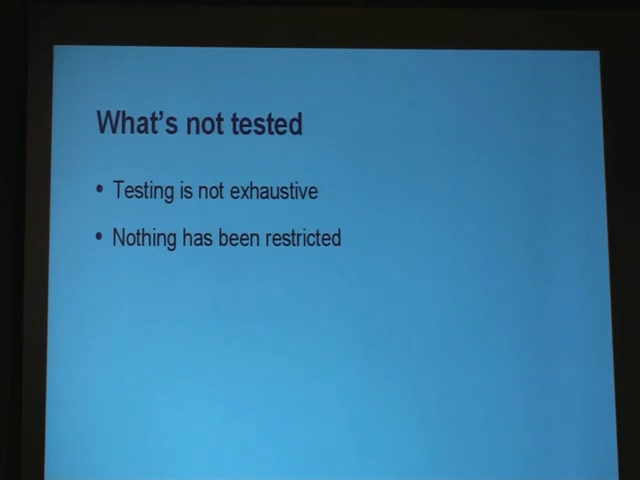 What's not tested
• Testing is not exhaustive
• Nothing has been restricted